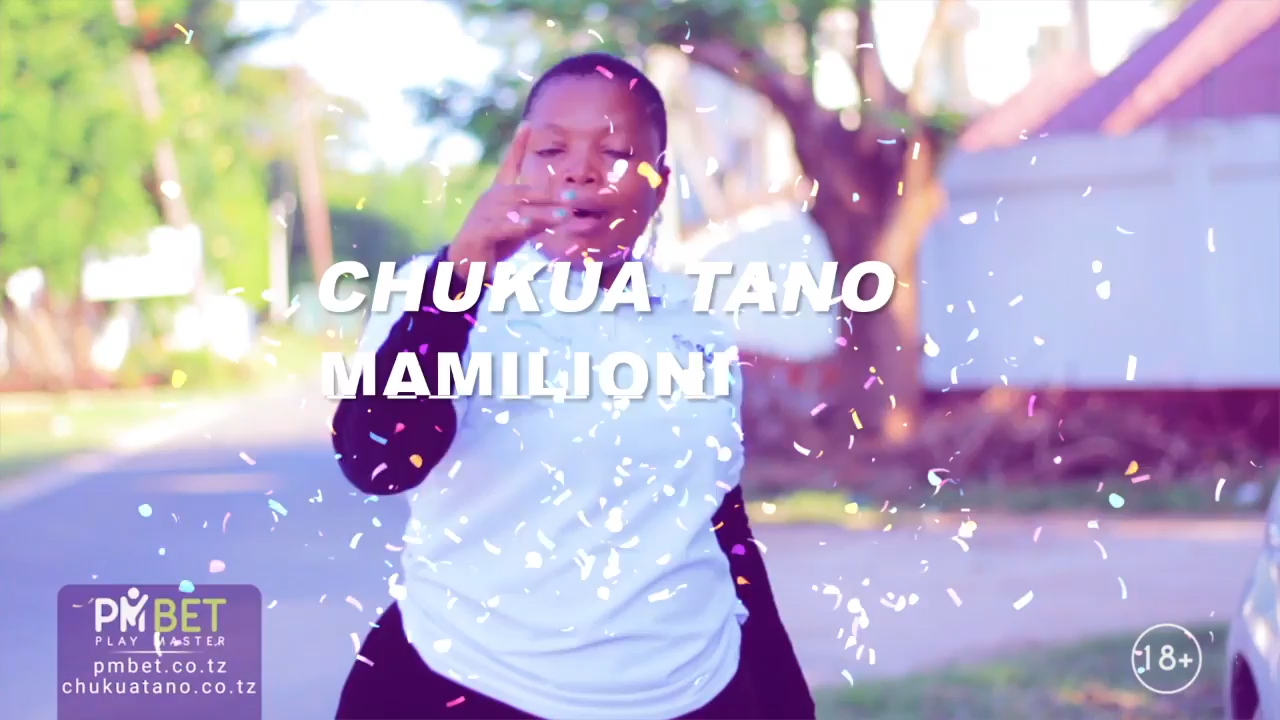 CHUKUA TANO
MAMILIONI
PMBET
PLAY MASTER
pmbet.co.tz
chukuatano.co.tz
18+